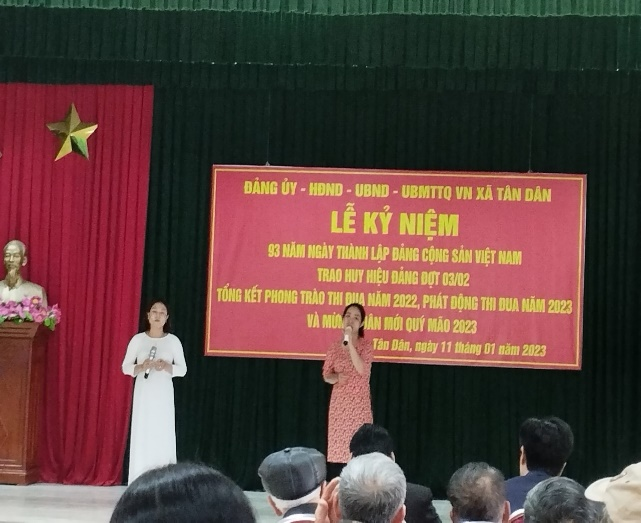 ĐẢNG ỦY - HĐND - UBND - UBMTTQ VN XÃ TÂN DÂN
LỄ KỶ NIỆM
93 NĂM NGÀY THÀNH LẬP ĐẢNG CỘNG SẢN VIỆT NAM
TRAO HUY HIỆU ĐẢNG ĐỢT 03/02
TỔNG KẾT PHONG TRÀO THI ĐUA NĂM 2022, PHÁT ĐỘNG THI ĐUA NĂM 2023
VÀ MỪNG MỚI QUÝ MÃO 2023
Tân Dân, ngày 11 tháng 01 năm 2023